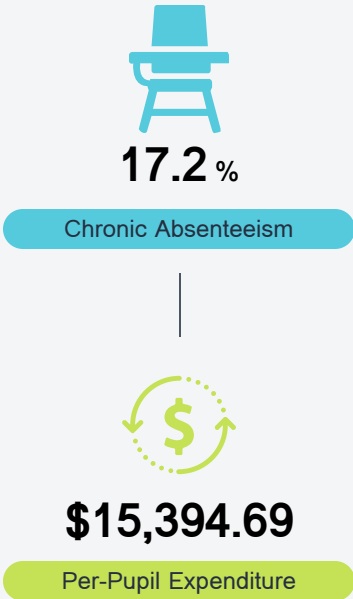 17.2 %
Chronic Absenteeism
$
$15,394.69
Per-Pupil Expenditure